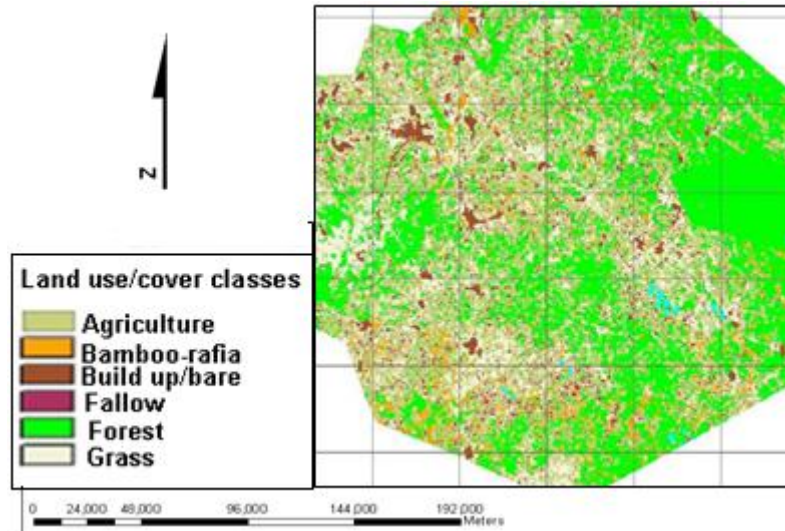 Z
Land use/cover classes
Agriculture
Bamboo-rafia
Build up/bare
Fallow
Forest
Grass
0 24,000 48,000 96,000 144,000 192,000
Meters